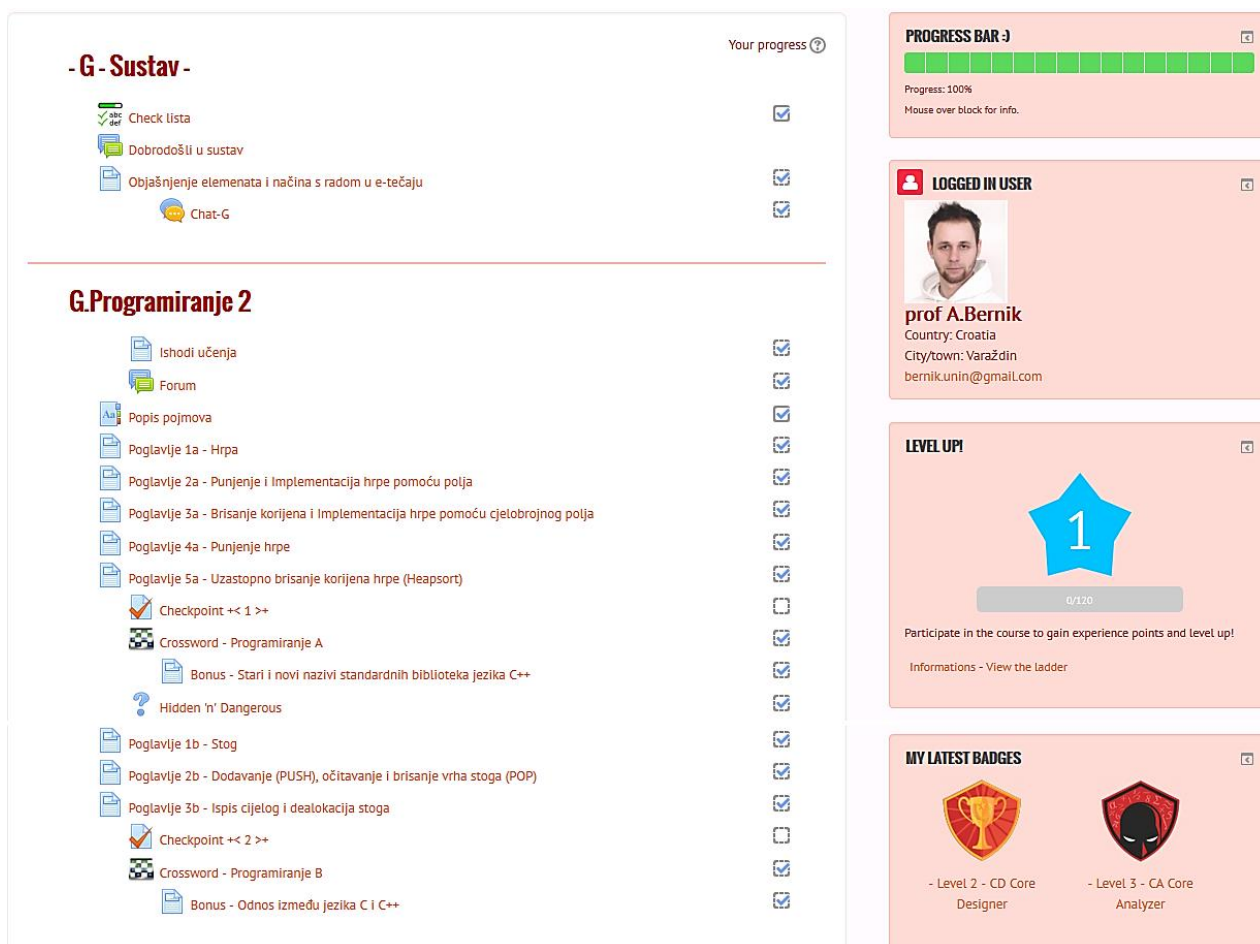 Your progress
- G - Sustav -
Check lista
Dobrodošli u sustav
Objašnjenje elemenata i načina s radom u e-tečaju
Chat-G
G.Programiranje 2
Ishodi učenja
Forum
Popis pojmova
Poglavlje 1a - Hrpa
Poglavlje 2a - Punjenje i Implementacija hrpe pomoću polja
Poglavlje 3a - Brisanje korijena i Implementacija hrpe pomoću cjelobrojnog polja
Poglavlje 4a - Punjenje hrpe
Poglavlje 5a - Uzastopno brisanje korijena hrpe (Heapsort)
Checkpoint +< 1 >+
Crossword - Programiranje A
Bonus - Stari i novi nazivi standardnih biblioteka jezika C++
Hidden 'n' Dangerous
Poglavlje 1b - Stog
Poglavlje 2b - Dodavanje (PUSH), očitavanje i brisanje vrha stoga (POP)
Poglavlje 3b - Ispis cijelog i dealokacija stoga
Checkpoint +< 2 >+
Crossword - Programiranje B
Bonus - Odnos između jezika C i C++
PROGRESS BAR :)
Progress: 100%
Mouse over block for info.
LOGGED IN USER
prof A.Bernik
Country: Croatia
City/town: Varaždin
bernik.unin@gmail.com
LEVEL UP!
1
0/120
Participate in the course to gain experience points and level up!
Informations - View the ladder
MY LATEST BADGES
- Level 2 - CD Core
Designer
- Level 3 - CA Core
Analyzer